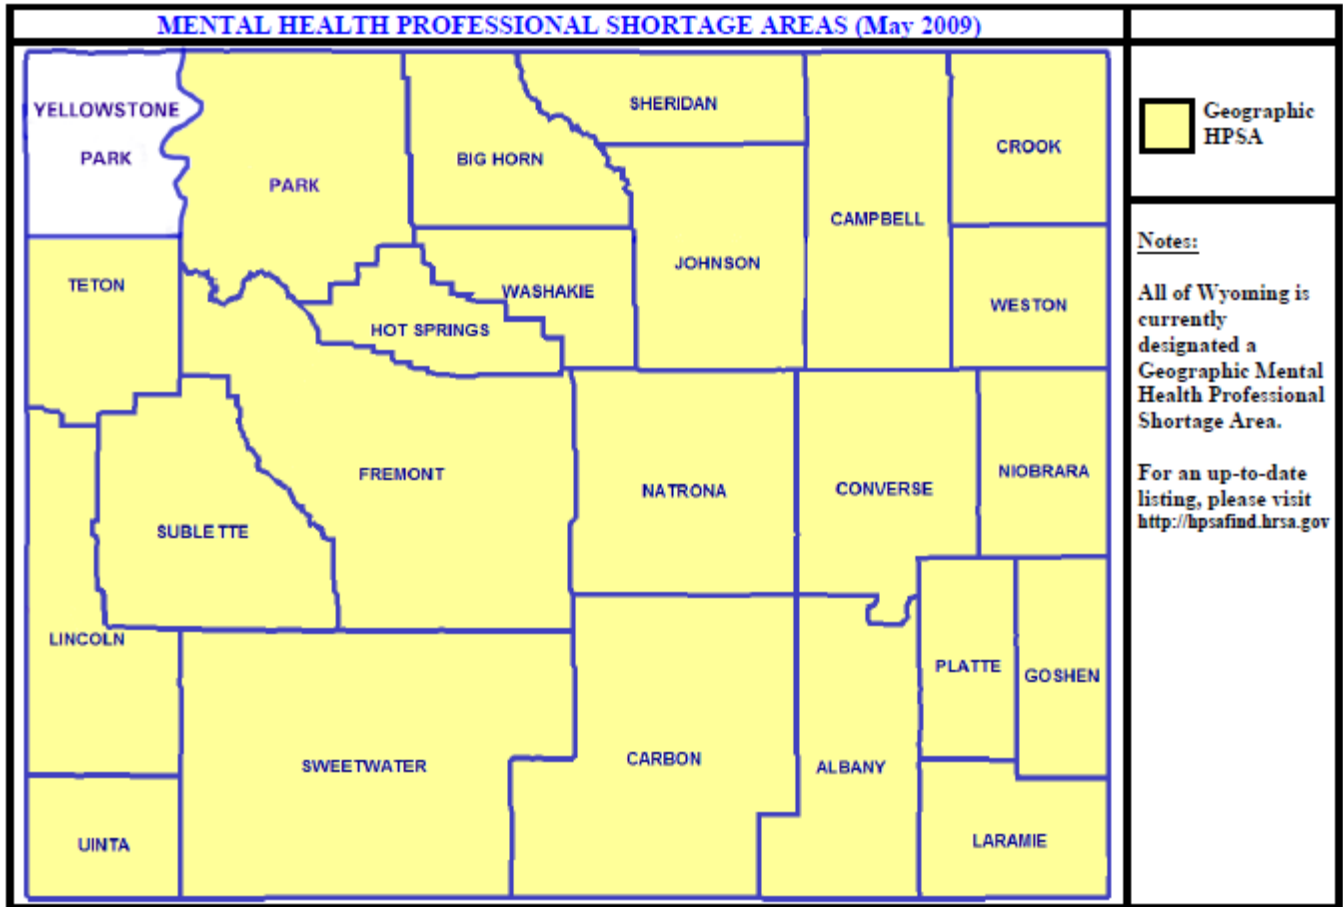 MENTAL HEALTH PROFESSIONAL SHORTAGE AREAS (May 2009)
YELLOWSTONE
PARK
PARK
BIG HORN
SHERIDAN
CAMPBELL
CROOK
TETON
HOT SPRINGS
WASHAKIE
JOHNSON
WESTON
SUBLETTE
FREMONT
NATRONA
CONVERSE
NIOBRARA
LINCOLN
SWEETWATER
CARBON
ALBANY
PLATTE
GOSHEN
UINTA
LARAMIE
Geographic
HPSA
Notes:
All of Wyoming is
currently
designated a
Geographic Mental
Health Professional
Shortage Area.
For an up-to-date
listing, please visit
http://hpsafind.hrsa.gov